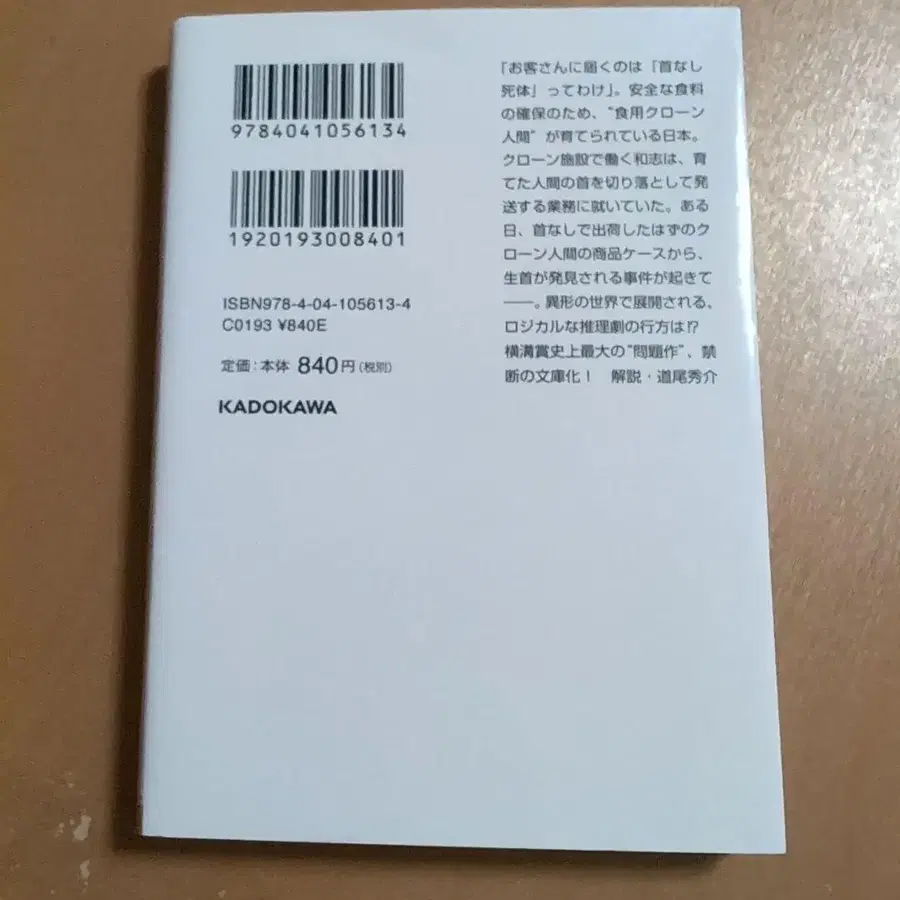 9784041056134
1920193008401
ISBN978-4-04-105613-4
C0193 ¥840E
定価:本体 840円(税別)
KADOKAWA
「お客さんに届くのは「首なし
死体」ってわけ」。安全な食料
の確保のため、“食用クローン
人間”が育てられている日本。
クローン施設で働く和志は、育
てた人間の首を切り落として発
送する業務に就いていた。ある
日、首なしで出荷したはずのク
ローン人間の商品ケースから、
生首が発見される事件が起きて
――。異形の世界で展開される、
ロジカルな推理劇の行方は!?
横溝賞史上最大の“問題作”、禁
断の文庫化! 解説・道尾秀介